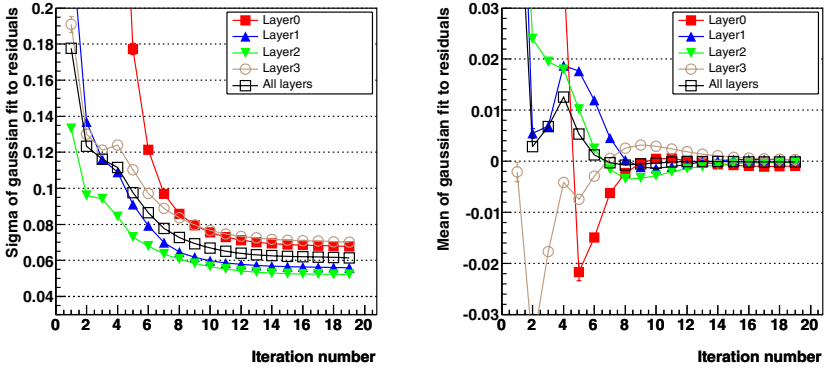 Sigma of gaussian fit to residuals
0.2
0.18
0.16
0.14
0.12
0.1
0.08
0.06
0.04
0 2 4 6 8 10 12 14 16 18 20
Iteration number
Layer0
Layer1
Layer2
Layer3
All layers
Mean of gaussian fit to residuals
0.03
0.02
0.01
0
-0.01
-0.02
-0.03
0 2 4 6 8 10 12 14 16 18 20
Iteration number
Layer0
Layer1
Layer2
Layer3
All layers